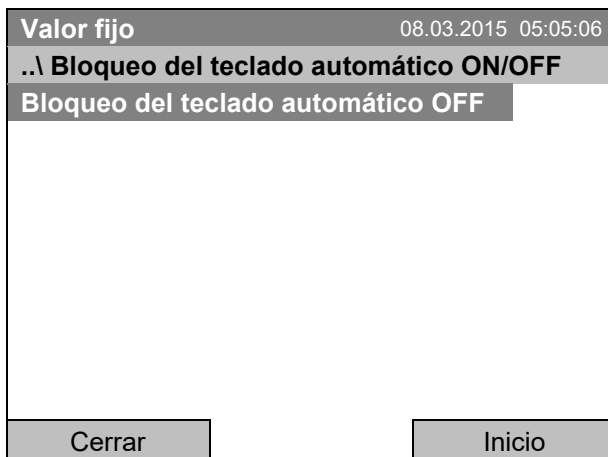 Valor fijo 08.03.2015 05:05:06
..\ Bloqueo del teclado automático ON/OFF
Bloqueo del teclado automático OFF
Cerrar Inicio